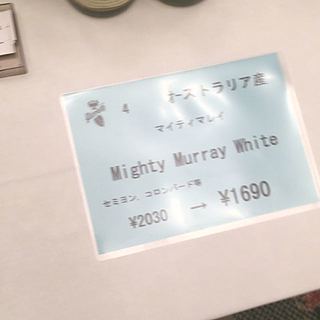 4 オーストラリア産
マイティマレイ
Mighty Murray White
セミヨン、コロンバード等
¥2030 → ¥1690